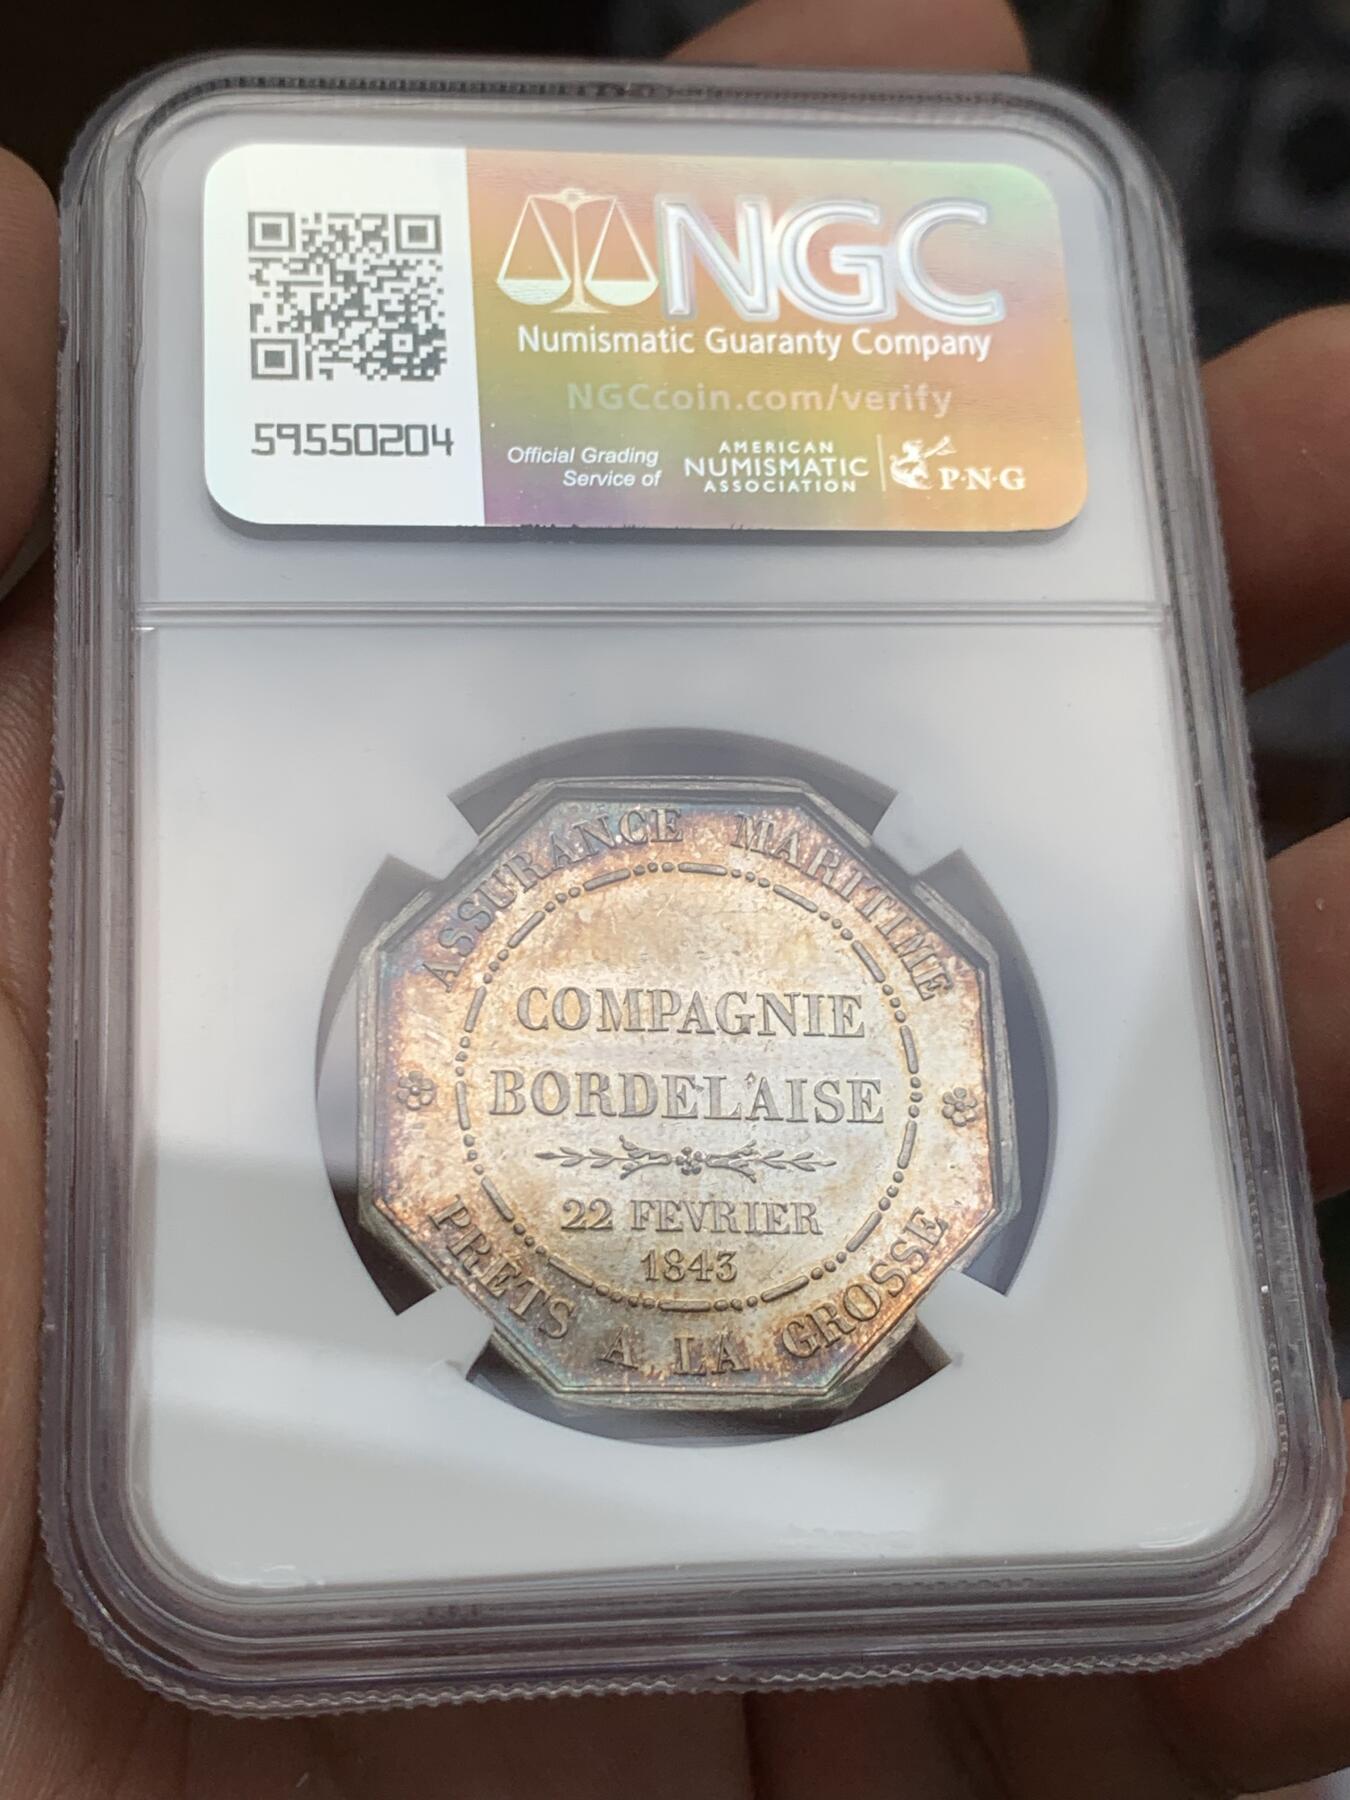 NGC
Numismatic Guaranty Company
NGCcoin.com/verify
59550204
Official Grading
Service of
AMERICAN
NUMISMATIC
ASSOCIATION
P·N·G
ASSURANCE MARITIME
COMPAGNIE
BORDELAISE
22 FEVRIER
1843
PRETS A LA GROSSE